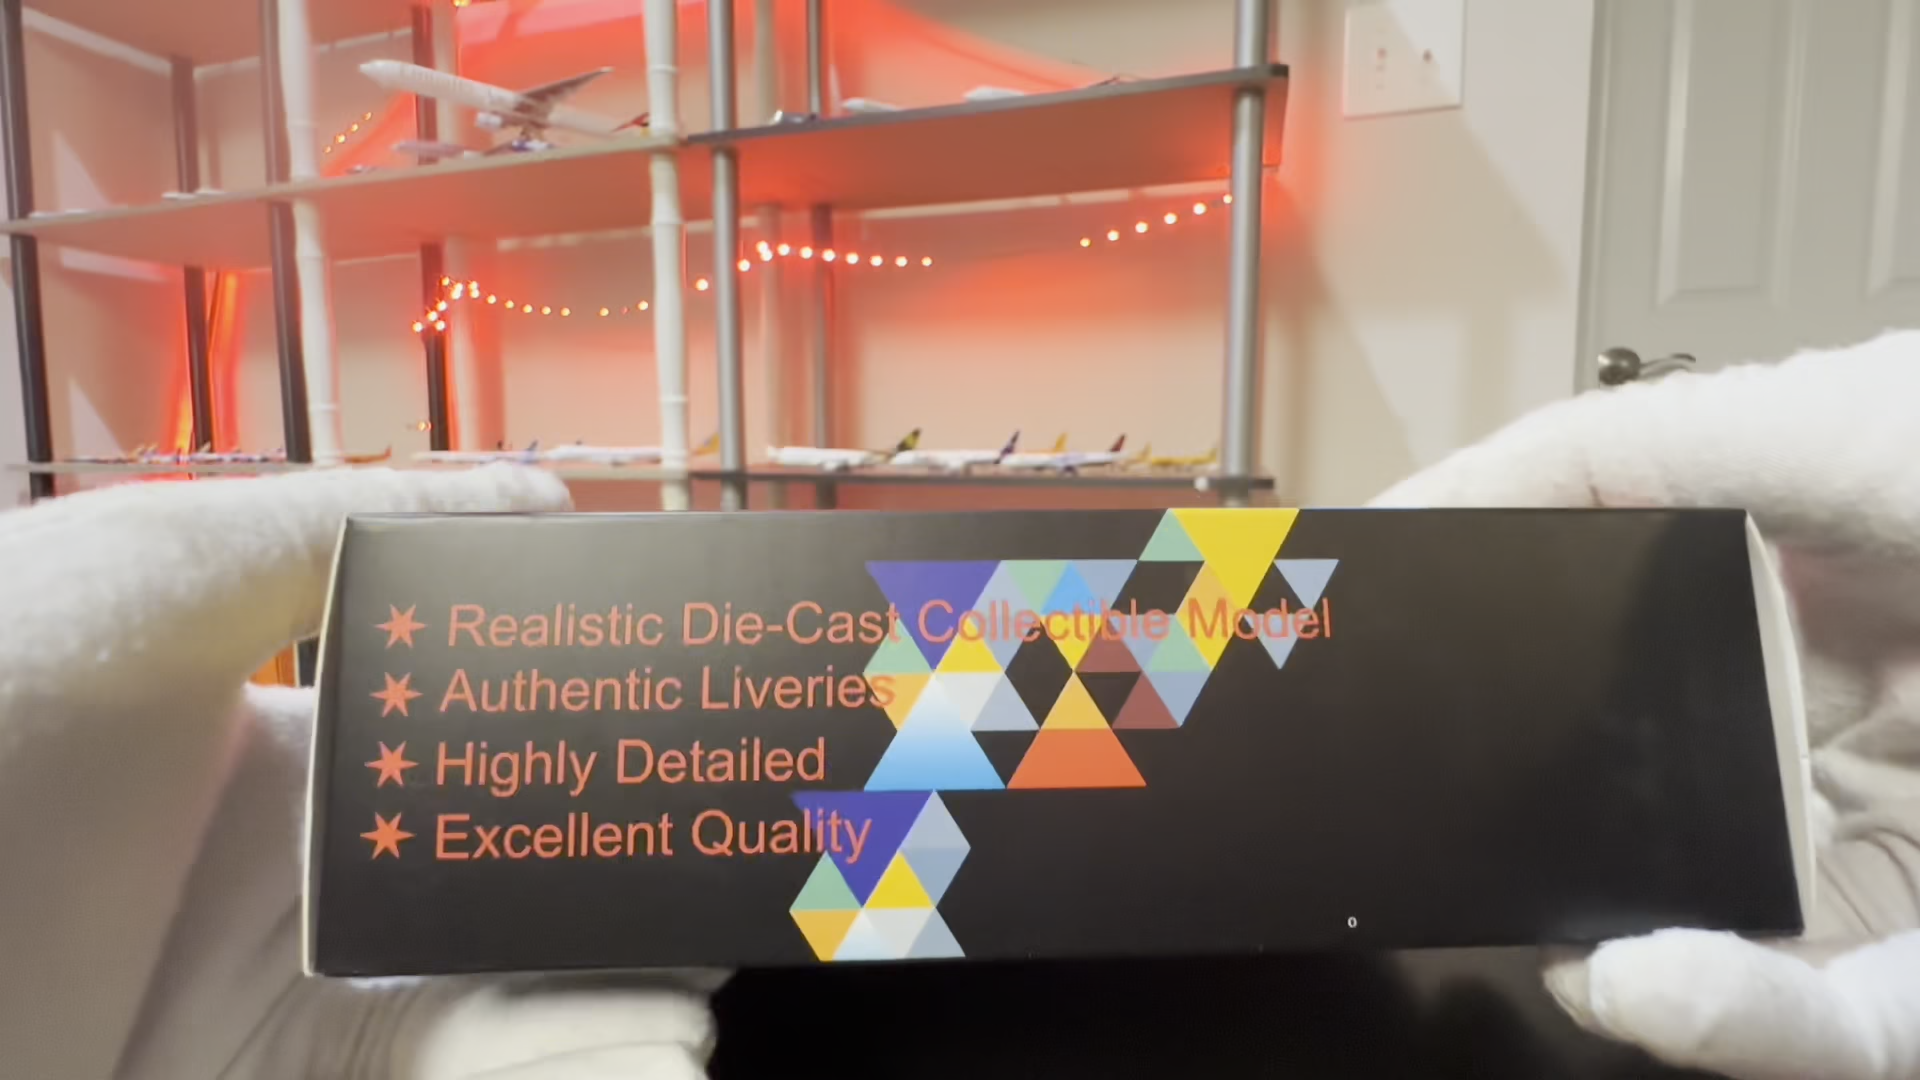 Realistic Die-Cast Collectible Model
Authentic Liveries
Highly Detailed
Excellent Quality